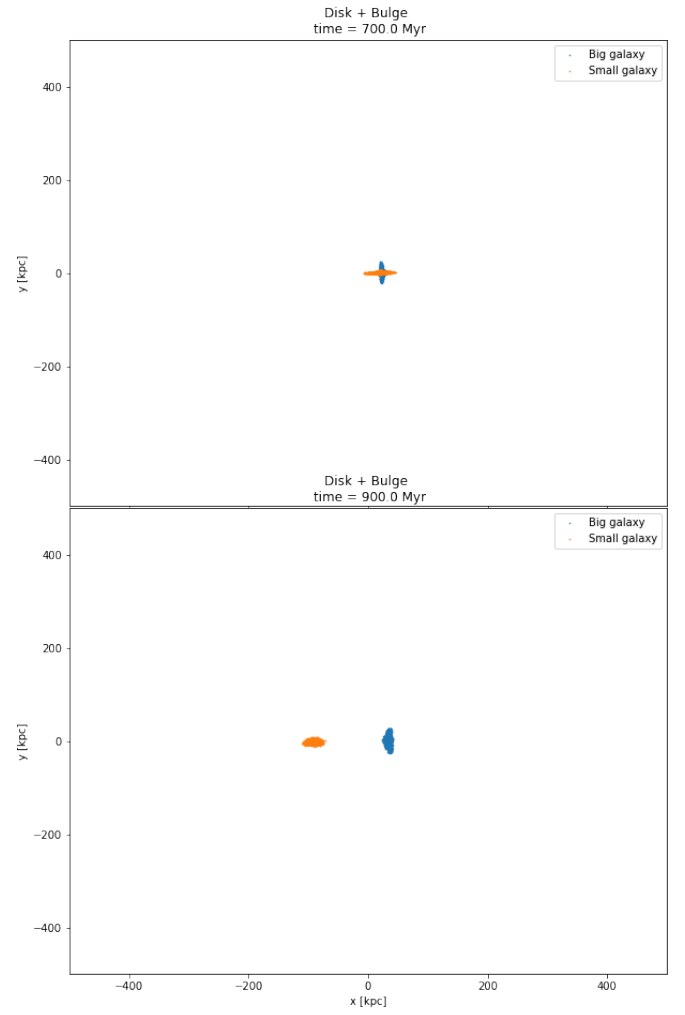 Disk + Bulge
time = 700.0 Myr
Big galaxy
Small galaxy
400
200
0
−200
−400
y [kpc]
Disk + Bulge
time = 900.0 Myr
Big galaxy
Small galaxy
400
200
0
−200
−400
y [kpc]
−400 −200 0 200 400
x [kpc]